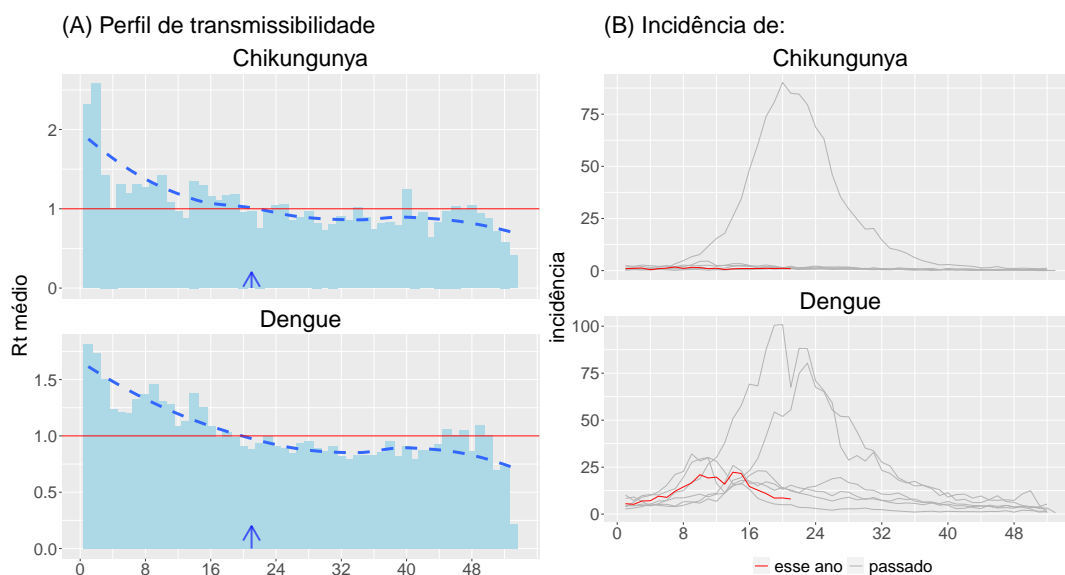 (A) Perfil de transmissibilidade
Chikungunya
2
1
0
Dengue
1.5
1.0
0.5
0.0
Rt médio
0 8 16 24 32 40 48
(B) Incidência de:
Chikungunya
75
50
25
0
Dengue
100
75
50
25
0
incidência
0 8 16 24 32 40 48
esse ano passado